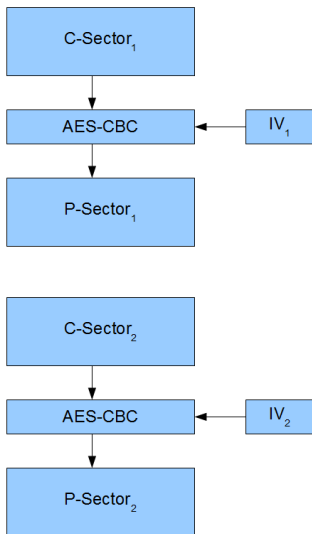 C-Sector₁
AES-CBC
IV₁
P-Sector₁
C-Sector₂
AES-CBC
IV₂
P-Sector₂